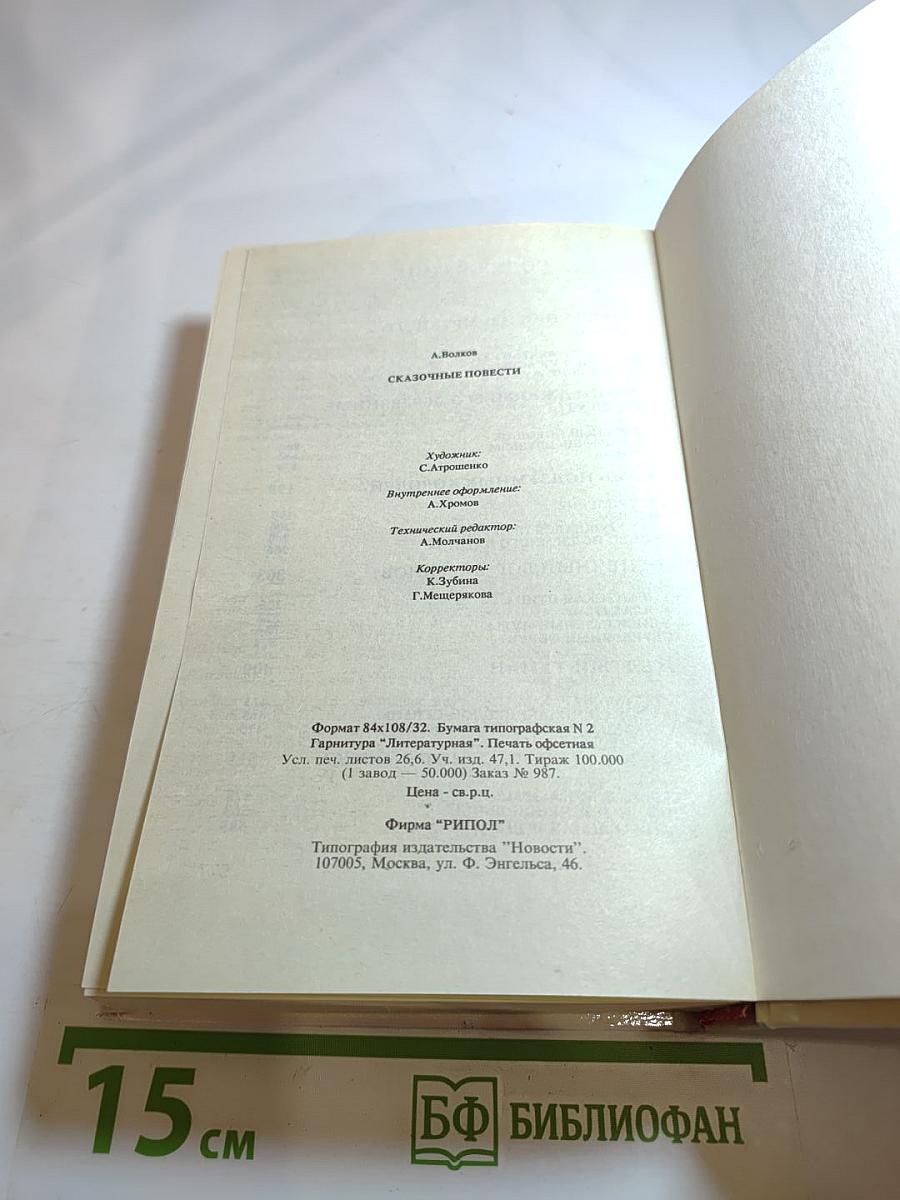 А.Волков
СКАЗОЧНЫЕ ПОВЕСТИ
Художник:
С.Атрошенко
Внутреннее оформление:
А.Хромов
Технический редактор:
А.Молчанов
Корректоры:
К.Зубина
Г.Мещерякова
Формат 84х108/32. Бумага типографская N 2
Гарнитура "Литературная". Печать офсетная
Усл. печ. листов 26,6. Уч. изд. 47,1. Тираж 100.000
(1 завод — 50.000) Заказ № 987.
Цена - св.р.ц.
Фирма "РИПОЛ"
Типография издательства "Новости".
107005, Москва, ул. Ф. Энгельса, 46.
15 см
БФ БИБЛИОФАН